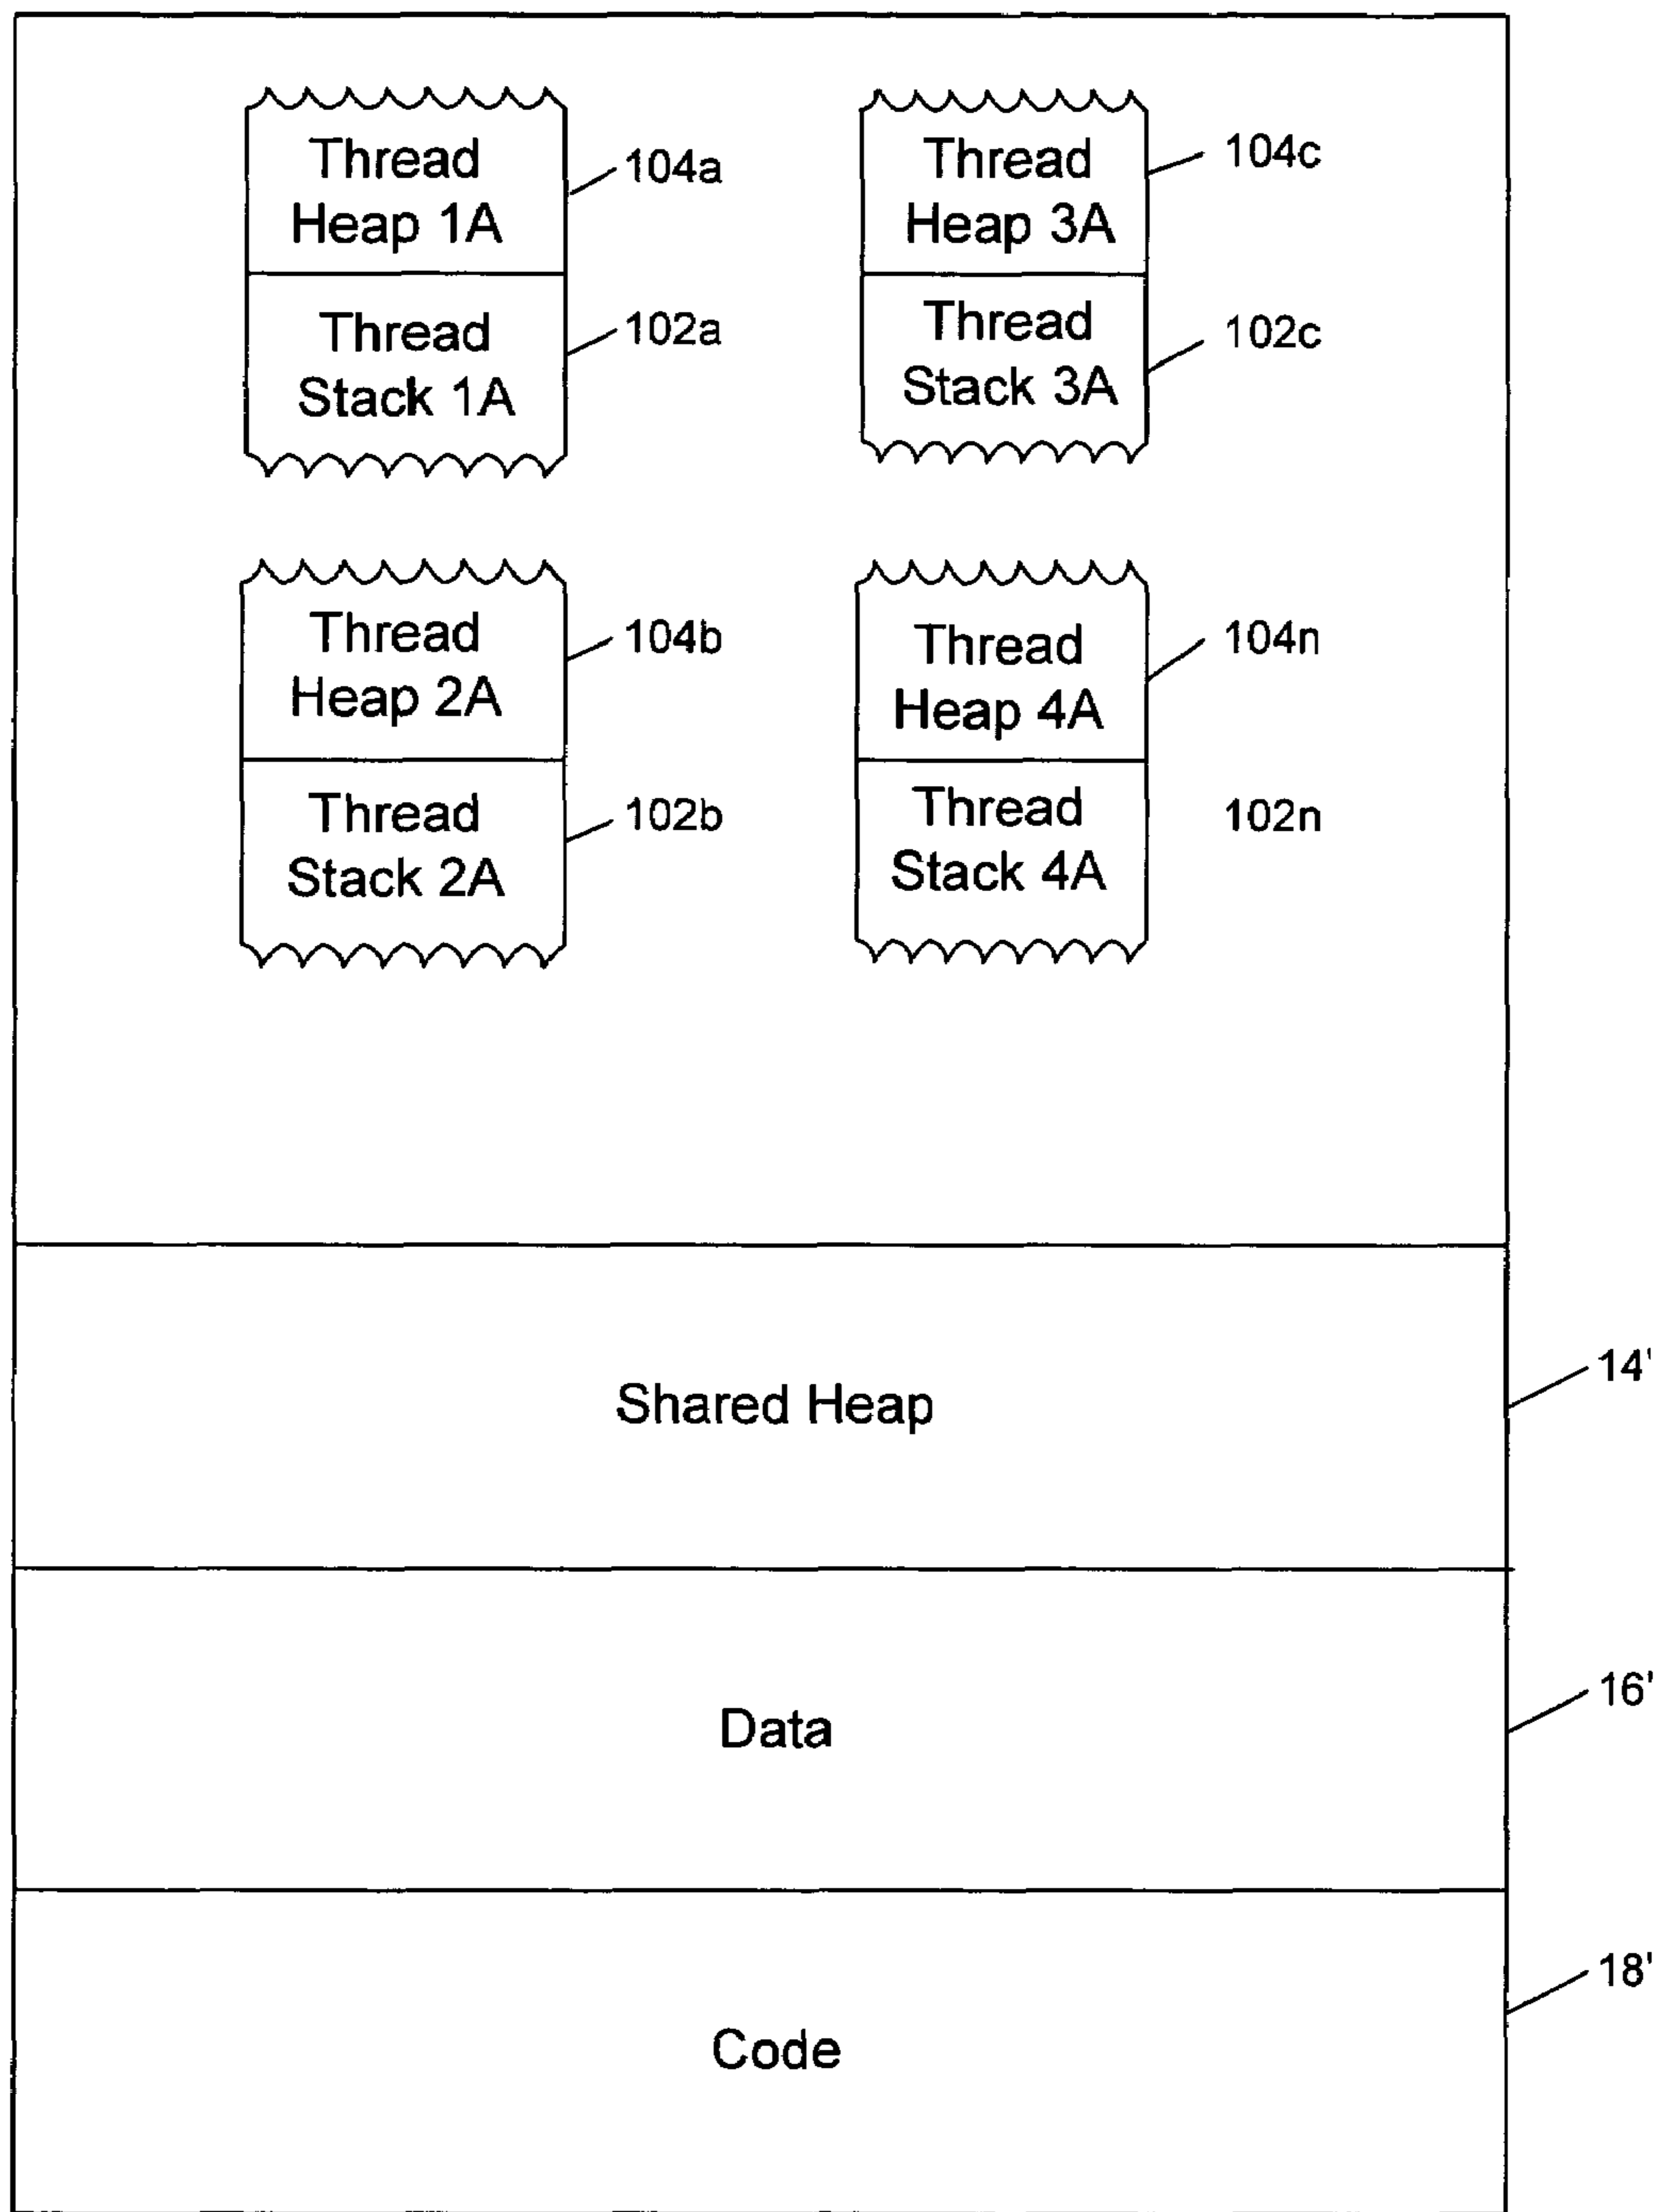 Thread
Heap 1A
104a
Thread
Stack 1A
102a
Thread
Heap 3A
104c
Thread
Stack 3A
102c
Thread
Heap 2A
104b
Thread
Stack 2A
102b
Thread
Heap 4A
104n
Thread
Stack 4A
102n
Shared Heap
14'
Data
16'
Code
18'